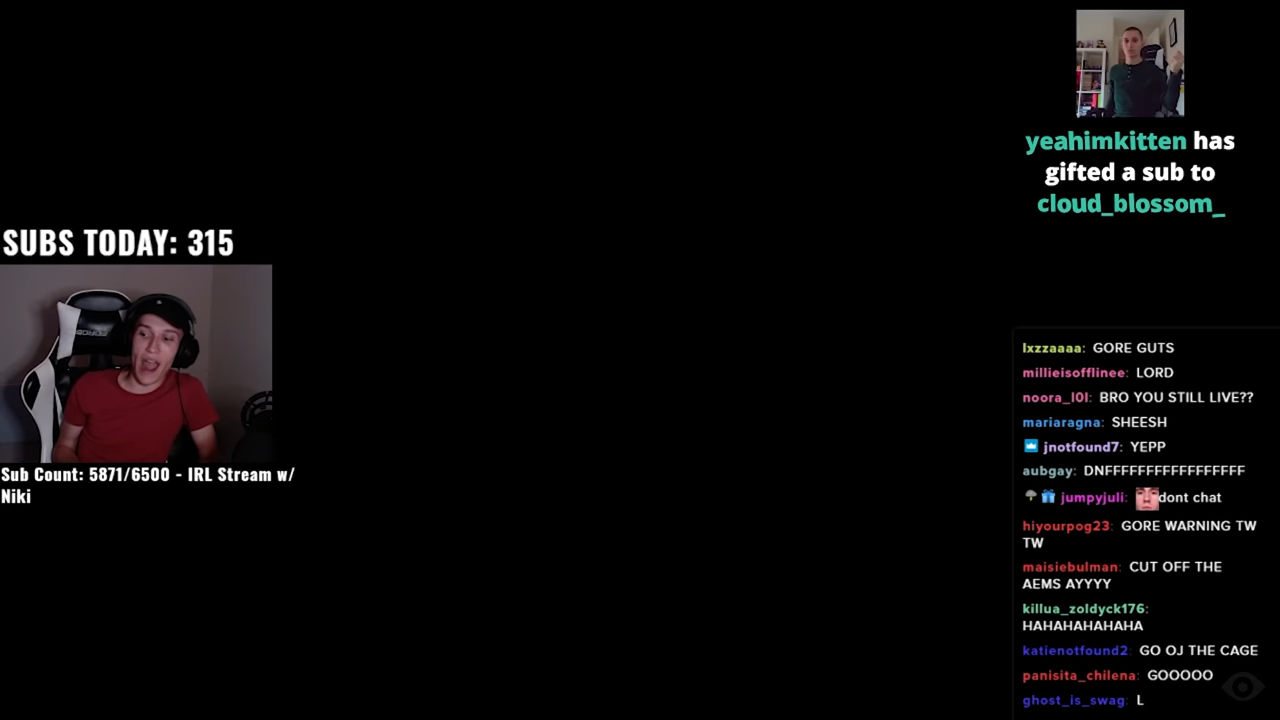 yeahimkitten has
gifted a sub to
cloud_blossom_
SUBS TODAY: 315
Sub Count: 5871/6500 - IRL Stream w/
Niki
lxzzaaaa: GORE GUTS
millieisofflinee: LORD
noora_l0l: BRO YOU STILL LIVE??
mariaragna: SHEESH
jnotfound7: YEPP
aubgay: DNFFFFFFFFFFFFFFFFF
jumpyjuli: dont chat
hiyourpog23: GORE WARNING TW
TW
maisiebulman: CUT OFF THE
AEMS AYYYY
killua_zoldyck176:
HAHAHAHAHAHA
katienotfound2: GO OJ THE CAGE
panisita_chilena: GOOOOO
ghost_is_swag: L